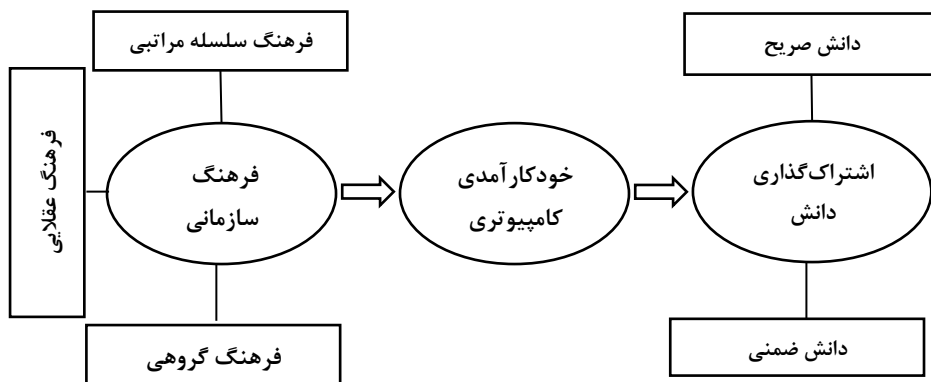 دانش صریح
فرهنگ سلسله مراتبی
اشتراک‌گذاری
دانش
خودکارآمدی
کامپیوتری
فرهنگ
سازمانی
فرهنگ عقلایی
دانش ضمنی
فرهنگ گروهی